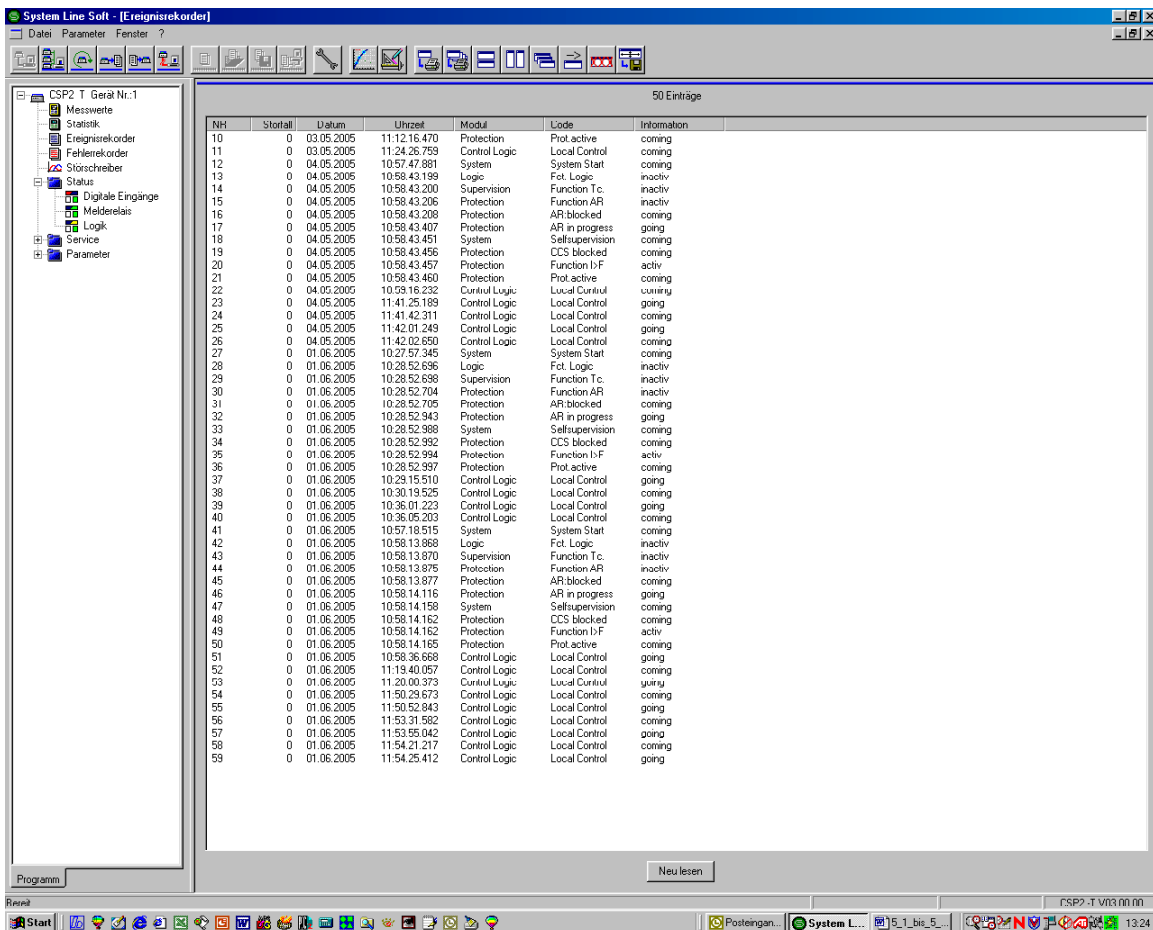 System Line Soft - [Ereignisrekorder]
Datei Parameter Fenster ?
CSP2 T Gerät Nr.:1
Messwerte
Statistik
Ereignisrekorder
Fehlerrekorder
Störschreiber
Status
Digitale Eingänge
Melderelais
Logik
Service
Parameter
Programm
50 Einträge
NR Störfall Datum Uhrzeit Modul Code Information
10 0 03.05.2005 11:12.16.470 Protection Prot.active coming
11 0 03.05.2005 11:24.26.759 Control Logic Local Control coming
12 0 04.05.2005 10:57.47.881 System System Start coming
13 0 04.05.2005 10:58.43.199 Logic Fct. Logic inactiv
14 0 04.05.2005 10:58.43.200 Supervision Function Tc. inactiv
15 0 04.05.2005 10:58.43.206 Protection Function AR inactiv
16 0 04.05.2005 10:58.43.208 Protection AR:blocked coming
17 0 04.05.2005 10:58.43.407 Protection AR in progress going
18 0 04.05.2005 10:58.43.451 System Selfsupervision coming
19 0 04.05.2005 10:58.43.456 Protection CCS blocked coming
20 0 04.05.2005 10:58.43.457 Protection Function I>F activ
21 0 04.05.2005 10:58.43.460 Protection Prot.active coming
22 0 04.05.2005 10:59.16.232 Control Logic Local Control coming
23 0 04.05.2005 11:41.25.189 Control Logic Local Control going
24 0 04.05.2005 11:41.42.311 Control Logic Local Control coming
25 0 04.05.2005 11:42.01.249 Control Logic Local Control going
26 0 04.05.2005 11:42.02.650 Control Logic Local Control coming
27 0 01.06.2005 10:27.57.345 System System Start coming
28 0 01.06.2005 10:28.52.696 Logic Fct. Logic inactiv
29 0 01.06.2005 10:28.52.698 Supervision Function Tc. inactiv
30 0 01.06.2005 10:28.52.704 Protection Function AR inactiv
31 0 01.06.2005 10:28.52.705 Protection AR:blocked coming
32 0 01.06.2005 10:28.52.943 Protection AR in progress going
33 0 01.06.2005 10:28.52.988 System Selfsupervision coming
34 0 01.06.2005 10:28.52.992 Protection CCS blocked coming
35 0 01.06.2005 10:28.52.994 Protection Function I>F activ
36 0 01.06.2005 10:28.52.997 Protection Prot.active coming
37 0 01.06.2005 10:29.15.510 Control Logic Local Control going
38 0 01.06.2005 10:30.19.525 Control Logic Local Control coming
39 0 01.06.2005 10:36.01.223 Control Logic Local Control going
40 0 01.06.2005 10:36.05.203 Control Logic Local Control coming
41 0 01.06.2005 10:57.18.515 System System Start coming
42 0 01.06.2005 10:58.13.868 Logic Fct. Logic inactiv
43 0 01.06.2005 10:58.13.870 Supervision Function Tc. inactiv
44 0 01.06.2005 10:58.13.875 Protection Function AR inactiv
45 0 01.06.2005 10:58.13.877 Protection AR:blocked coming
46 0 01.06.2005 10:58.14.116 Protection AR in progress going
47 0 01.06.2005 10:58.14.158 System Selfsupervision coming
48 0 01.06.2005 10:58.14.162 Protection CCS blocked coming
49 0 01.06.2005 10:58.14.162 Protection Function I>F activ
50 0 01.06.2005 10:58.14.165 Protection Prot.active coming
51 0 01.06.2005 10:58.36.668 Control Logic Local Control going
52 0 01.06.2005 11:19.40.057 Control Logic Local Control coming
53 0 01.06.2005 11.20.00.373 Control Logic Local Control going
54 0 01.06.2005 11:50.29.673 Control Logic Local Control coming
55 0 01.06.2005 11:50.52.843 Control Logic Local Control going
56 0 01.06.2005 11:53.31.582 Control Logic Local Control coming
57 0 01.06.2005 11:53.55.042 Control Logic Local Control going
58 0 01.06.2005 11:54.21.217 Control Logic Local Control coming
59 0 01.06.2005 11:54.25.412 Control Logic Local Control going
Neu lesen
Bereit
CSP2 -T V03.00.00
Start
Posteingan...
System L...
5_1_bis_5_...
13:24